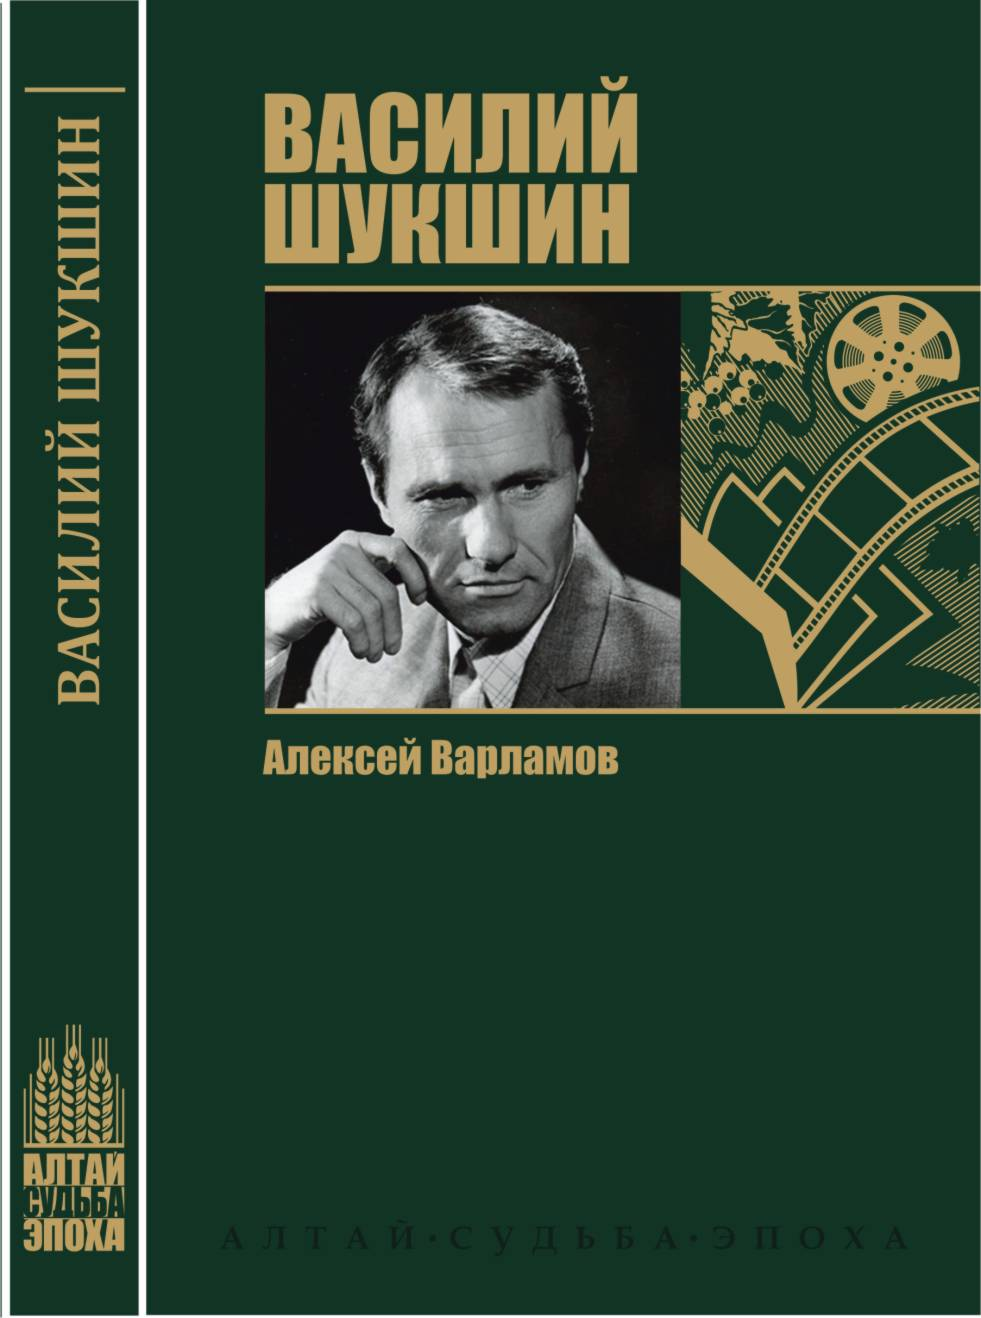 ВАСИЛИЙ ШУКШИН
АЛТАЙ
СУДЬБА
ЭПОХА
ВАСИЛИЙ
ШУКШИН
Алексей Варламов
АЛТАЙ·СУДЬБА·ЭПОХА